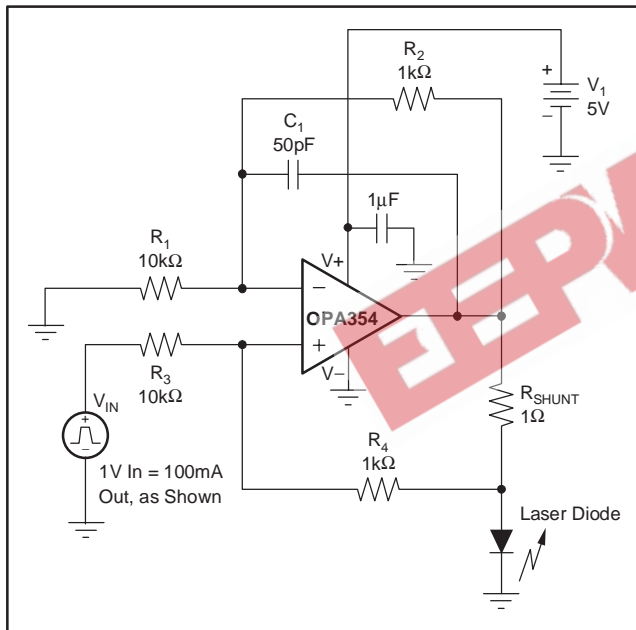 R2
1kΩ
+
V1
5V
−
C1
50pF
1μF
R1
10kΩ
V+
−
OPA354
+
V−
R3
10kΩ
VIN
+
−
RSHUNT
1Ω
R4
1kΩ
1V In = 100mA
Out, as Shown
Laser Diode